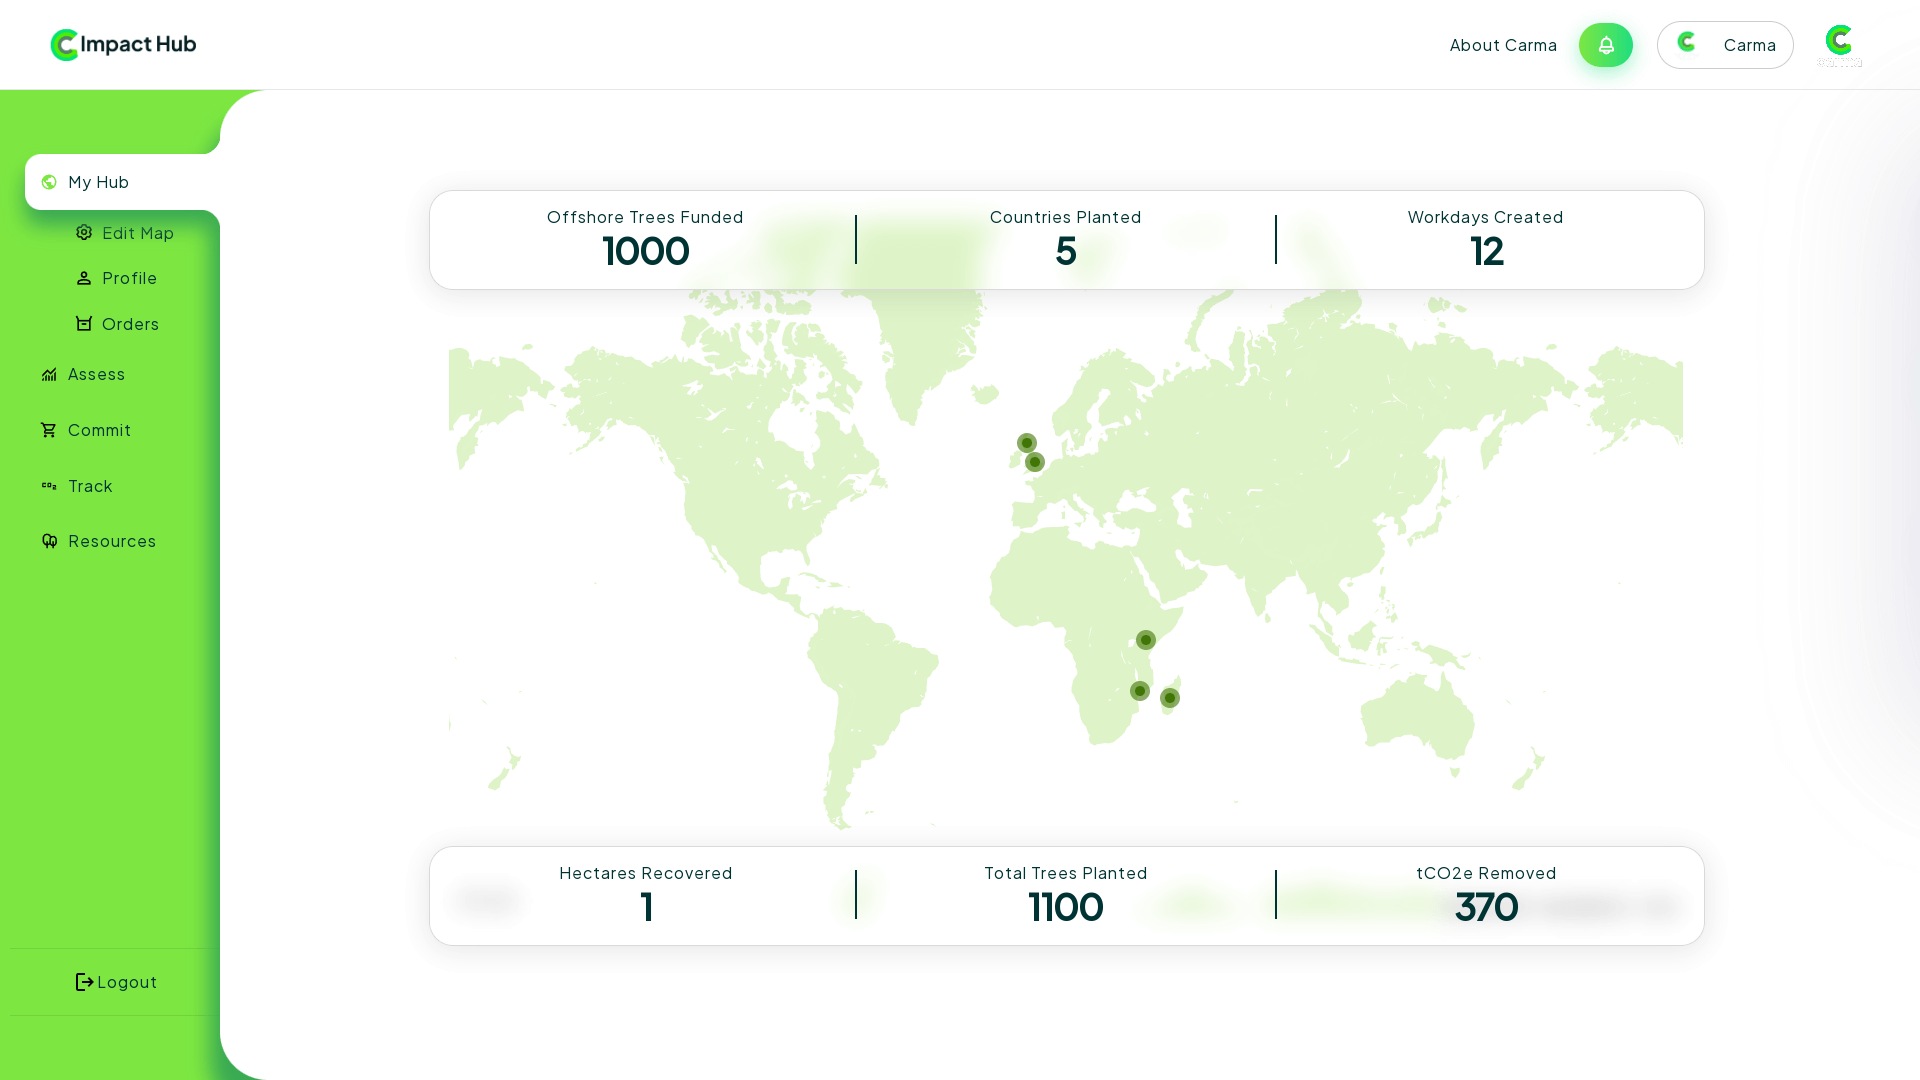 Impact Hub
About Carma
Carma
My Hub
Edit Map
Profile
Orders
Assess
Commit
Track
Resources
Logout
Offshore Trees Funded
1000
Countries Planted
5
Workdays Created
12
Hectares Recovered
1
Total Trees Planted
1100
tCO2e Removed
370